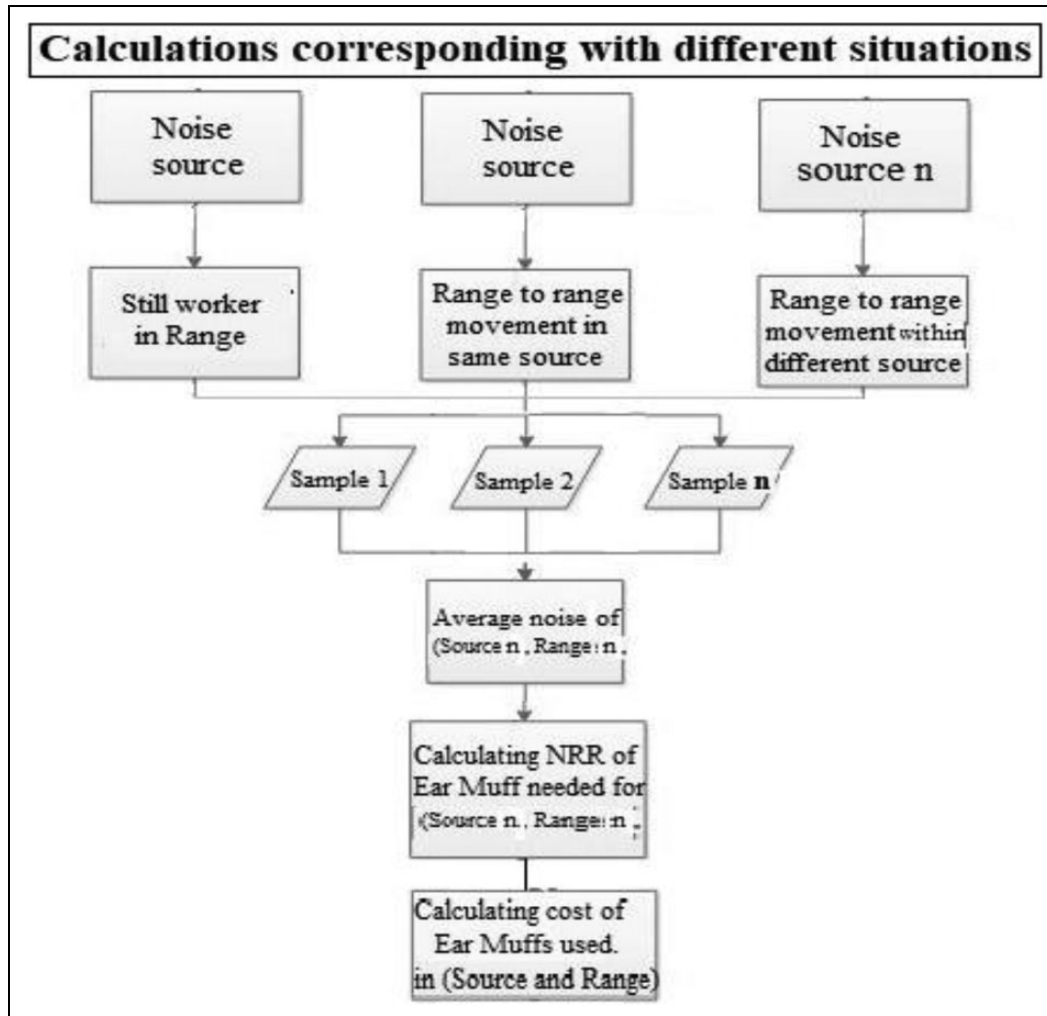 Calculations corresponding with different situations
Noise
source
Noise
source
Noise
source n
Still worker
in Range
Range to range
movement in
same source
Range to range
movement within
different source
Sample 1
Sample 2
Sample n
Average noise of
(Source n , Range n ,
Calculating NRR of
Ear Muff needed for
(Source n , Range n
Calculating cost of
Ear Muffs used.
in (Source and Range)